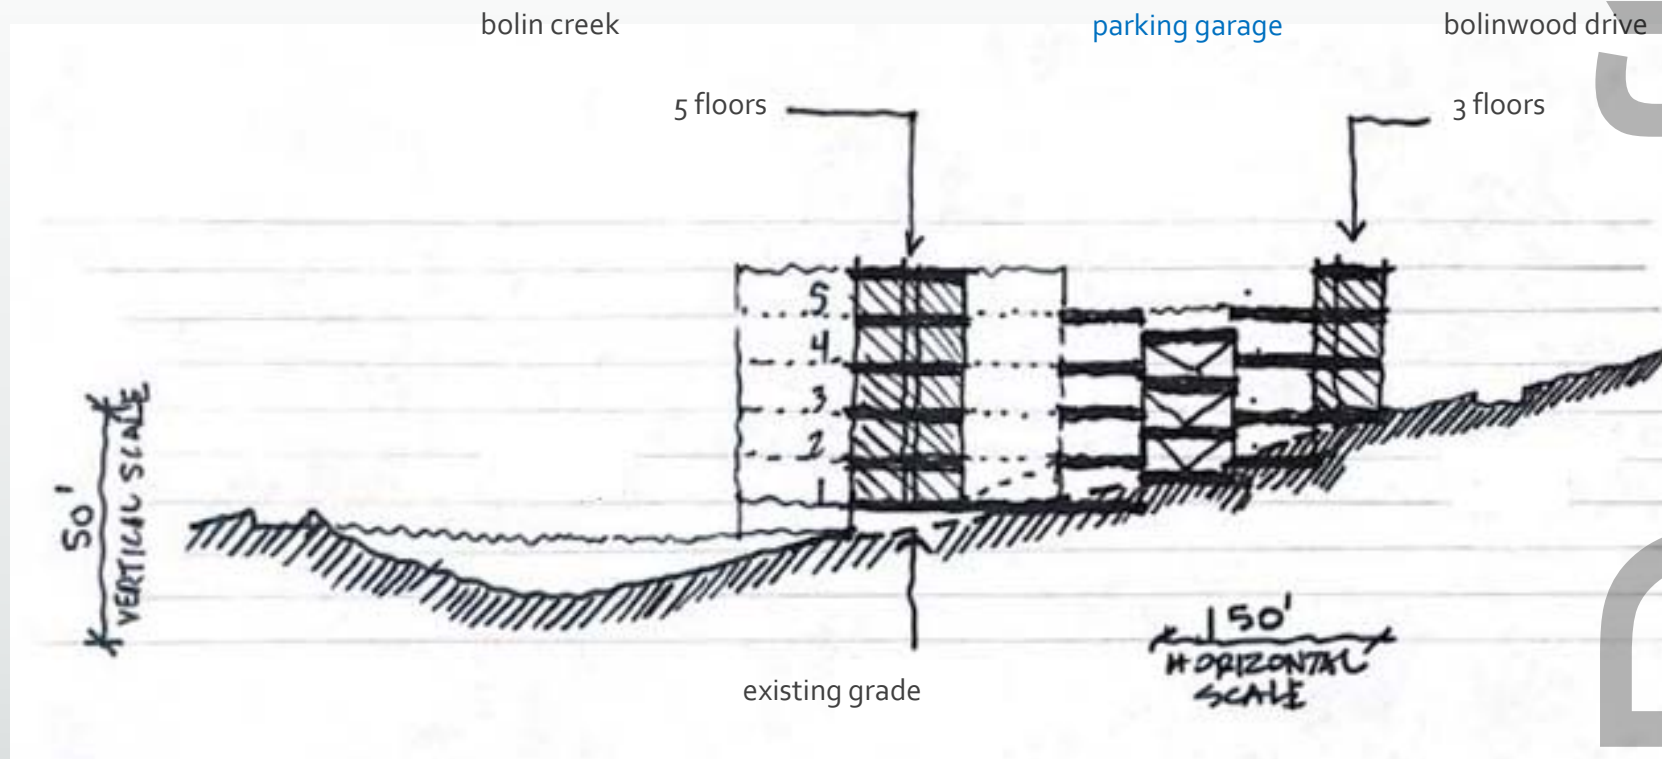 bolin creek
parking garage
bolinwood drive
5 floors
3 floors
5
4
3
2
1
50'
VERTICAL SCALE
150'
HORIZONTAL
SCALE
existing grade